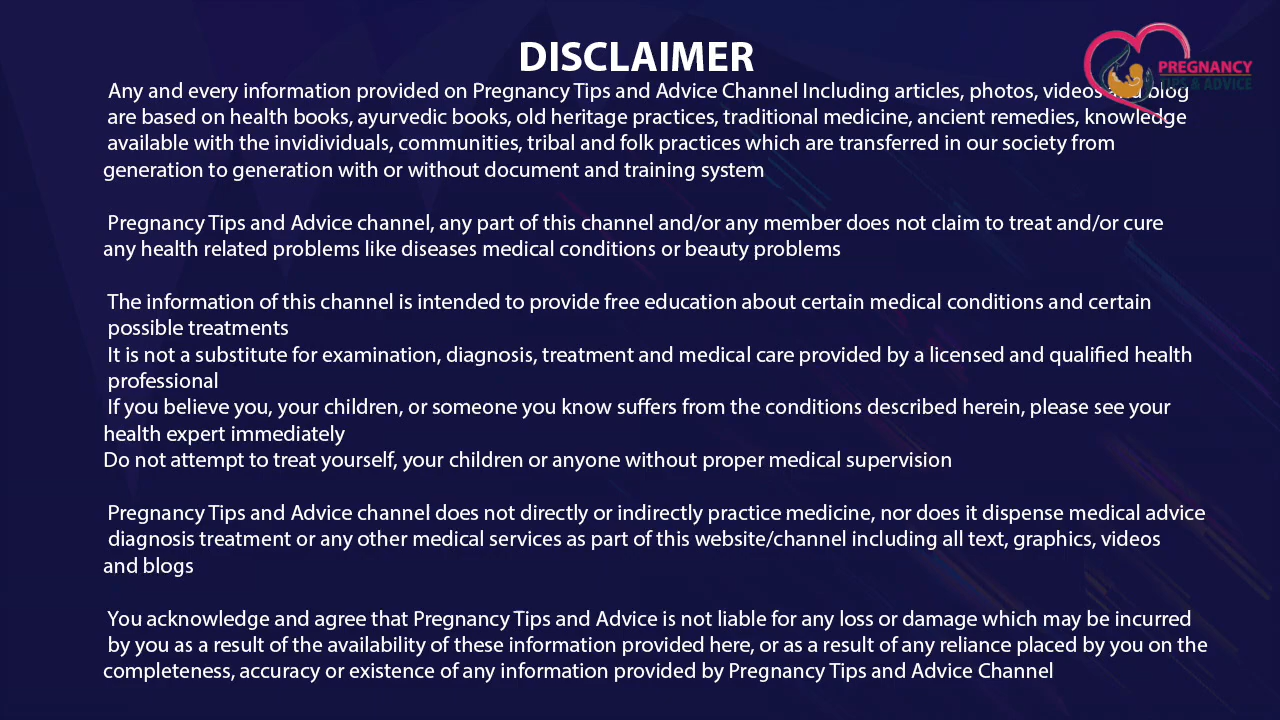 DISCLAIMER
PREGNANCY
TIPS & ADVICE
Any and every information provided on Pregnancy Tips and Advice Channel Including articles, photos, videos and blog
are based on health books, ayurvedic books, old heritage practices, traditional medicine, ancient remedies, knowledge
available with the invidividuals, communities, tribal and folk practices which are transferred in our society from
generation to generation with or without document and training system
Pregnancy Tips and Advice channel, any part of this channel and/or any member does not claim to treat and/or cure
any health related problems like diseases medical conditions or beauty problems
The information of this channel is intended to provide free education about certain medical conditions and certain
possible treatments
It is not a substitute for examination, diagnosis, treatment and medical care provided by a licensed and qualified health
professional
If you believe you, your children, or someone you know suffers from the conditions described herein, please see your
health expert immediately
Do not attempt to treat yourself, your children or anyone without proper medical supervision
Pregnancy Tips and Advice channel does not directly or indirectly practice medicine, nor does it dispense medical advice
diagnosis treatment or any other medical services as part of this website/channel including all text, graphics, videos
and blogs
You acknowledge and agree that Pregnancy Tips and Advice is not liable for any loss or damage which may be incurred
by you as a result of the availability of these information provided here, or as a result of any reliance placed by you on the
completeness, accuracy or existence of any information provided by Pregnancy Tips and Advice Channel